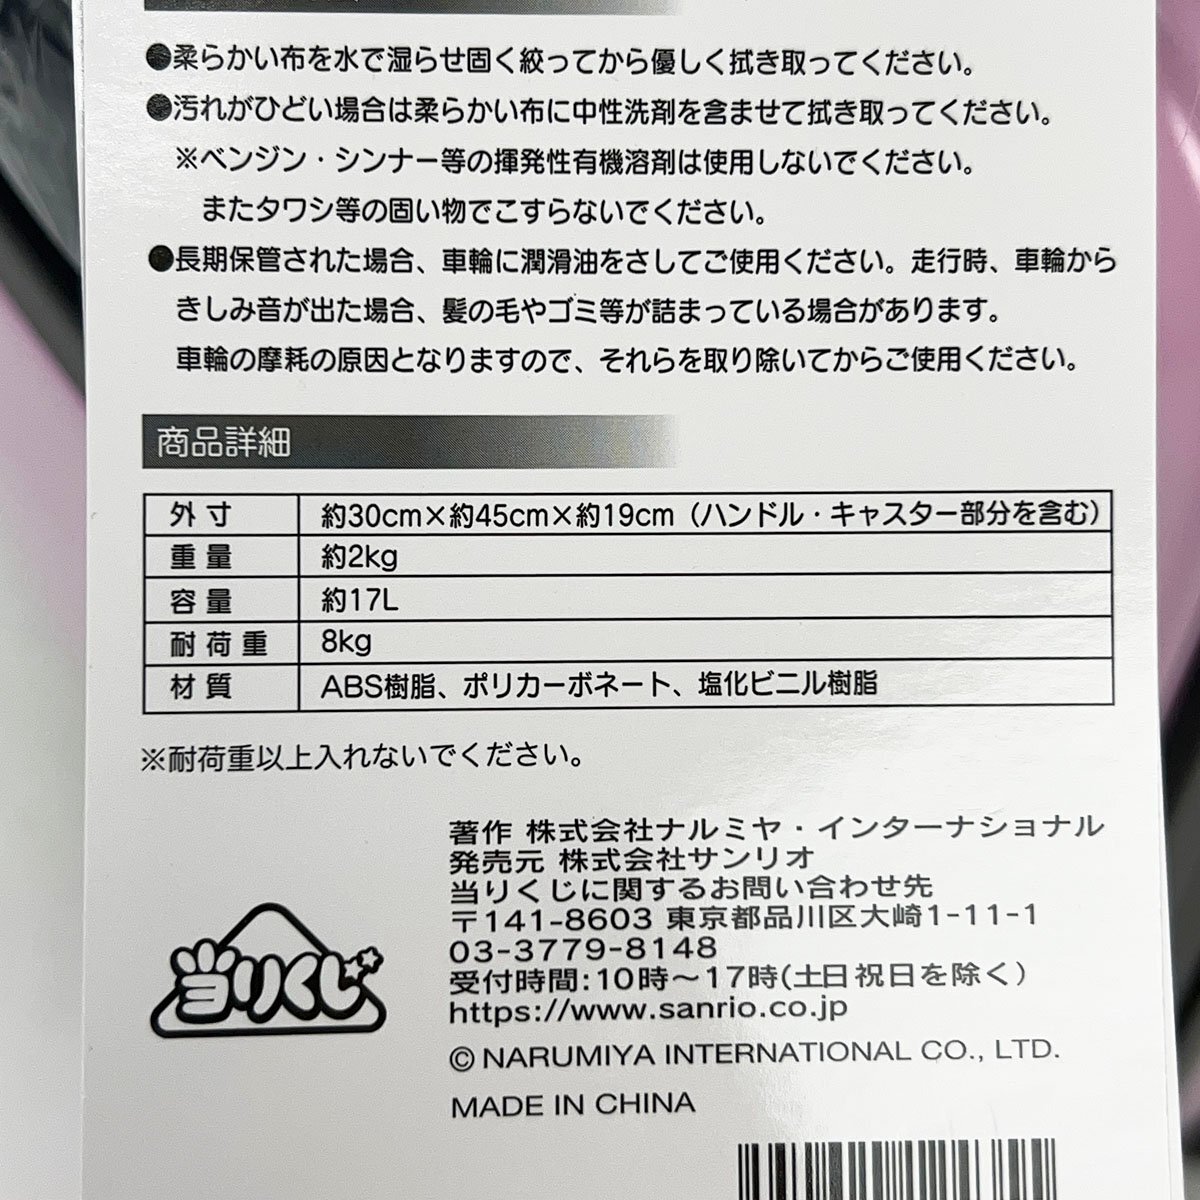 ●柔らかい布を水で湿らせ固く絞ってから優しく拭き取ってください。
●汚れがひどい場合は柔らかい布に中性洗剤を含ませて拭き取ってください。
※ベンジン・シンナー等の揮発性有機溶剤は使用しないでください。
またタワシ等の固い物でこすらないでください。
●長期保管された場合、車輪に潤滑油をさしてご使用ください。走行時、車輪から
きしみ音が出た場合、髪の毛やゴミ等が詰まっている場合があります。
車輪の摩耗の原因となりますので、それらを取り除いてからご使用ください。
商品詳細
外寸 約30cm×約45cm×約19cm（ハンドル・キャスター部分を含む）
重量 約2kg
容量 約17L
耐荷重 8kg
材質 ABS樹脂、ポリカーボネート、塩化ビニル樹脂
※耐荷重以上入れないでください。
著作 株式会社ナルミヤ・インターナショナル
発売元 株式会社サンリオ
当りくじに関するお問い合わせ先
〒141-8603 東京都品川区大崎1-11-1
03-3779-8148
受付時間:10時～17時(土日祝日を除く)
https://www.sanrio.co.jp
© NARUMIYA INTERNATIONAL CO., LTD.
MADE IN CHINA
当りくじ